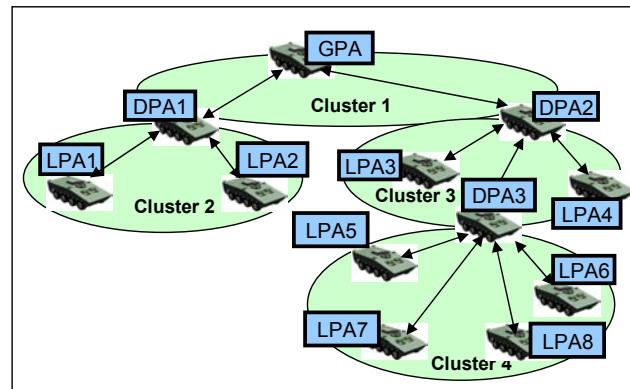 GPA
Cluster 1
DPA1
DPA2
LPA1
LPA2
LPA3
DPA3
LPA4
Cluster 2
Cluster 3
LPA5
LPA6
LPA7
LPA8
Cluster 4